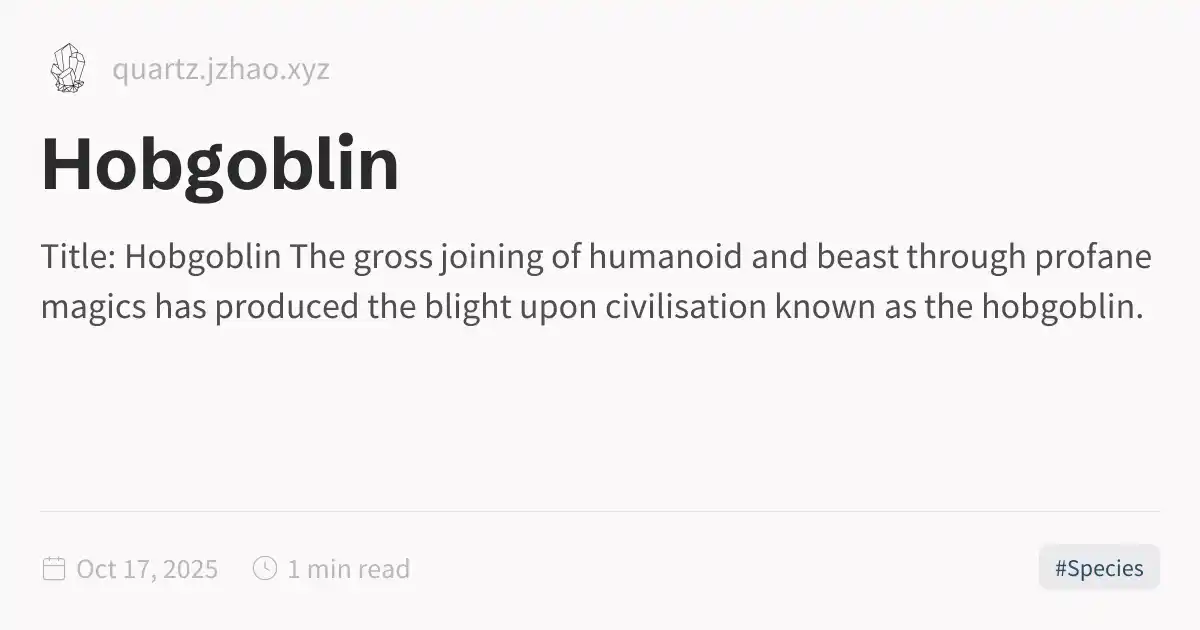 quartz.jzhao.xyz
Hobgoblin
Title: Hobgoblin The gross joining of humanoid and beast through profane
magics has produced the blight upon civilisation known as the hobgoblin.
Oct 17, 2025 1 min read #Species